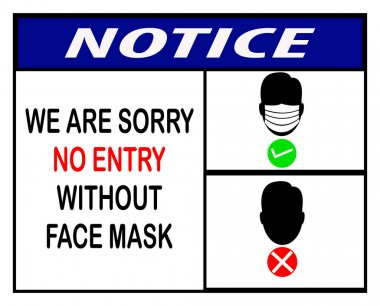 NOTICE
WE ARE SORRY
NO ENTRY
WITHOUT
FACE MASK